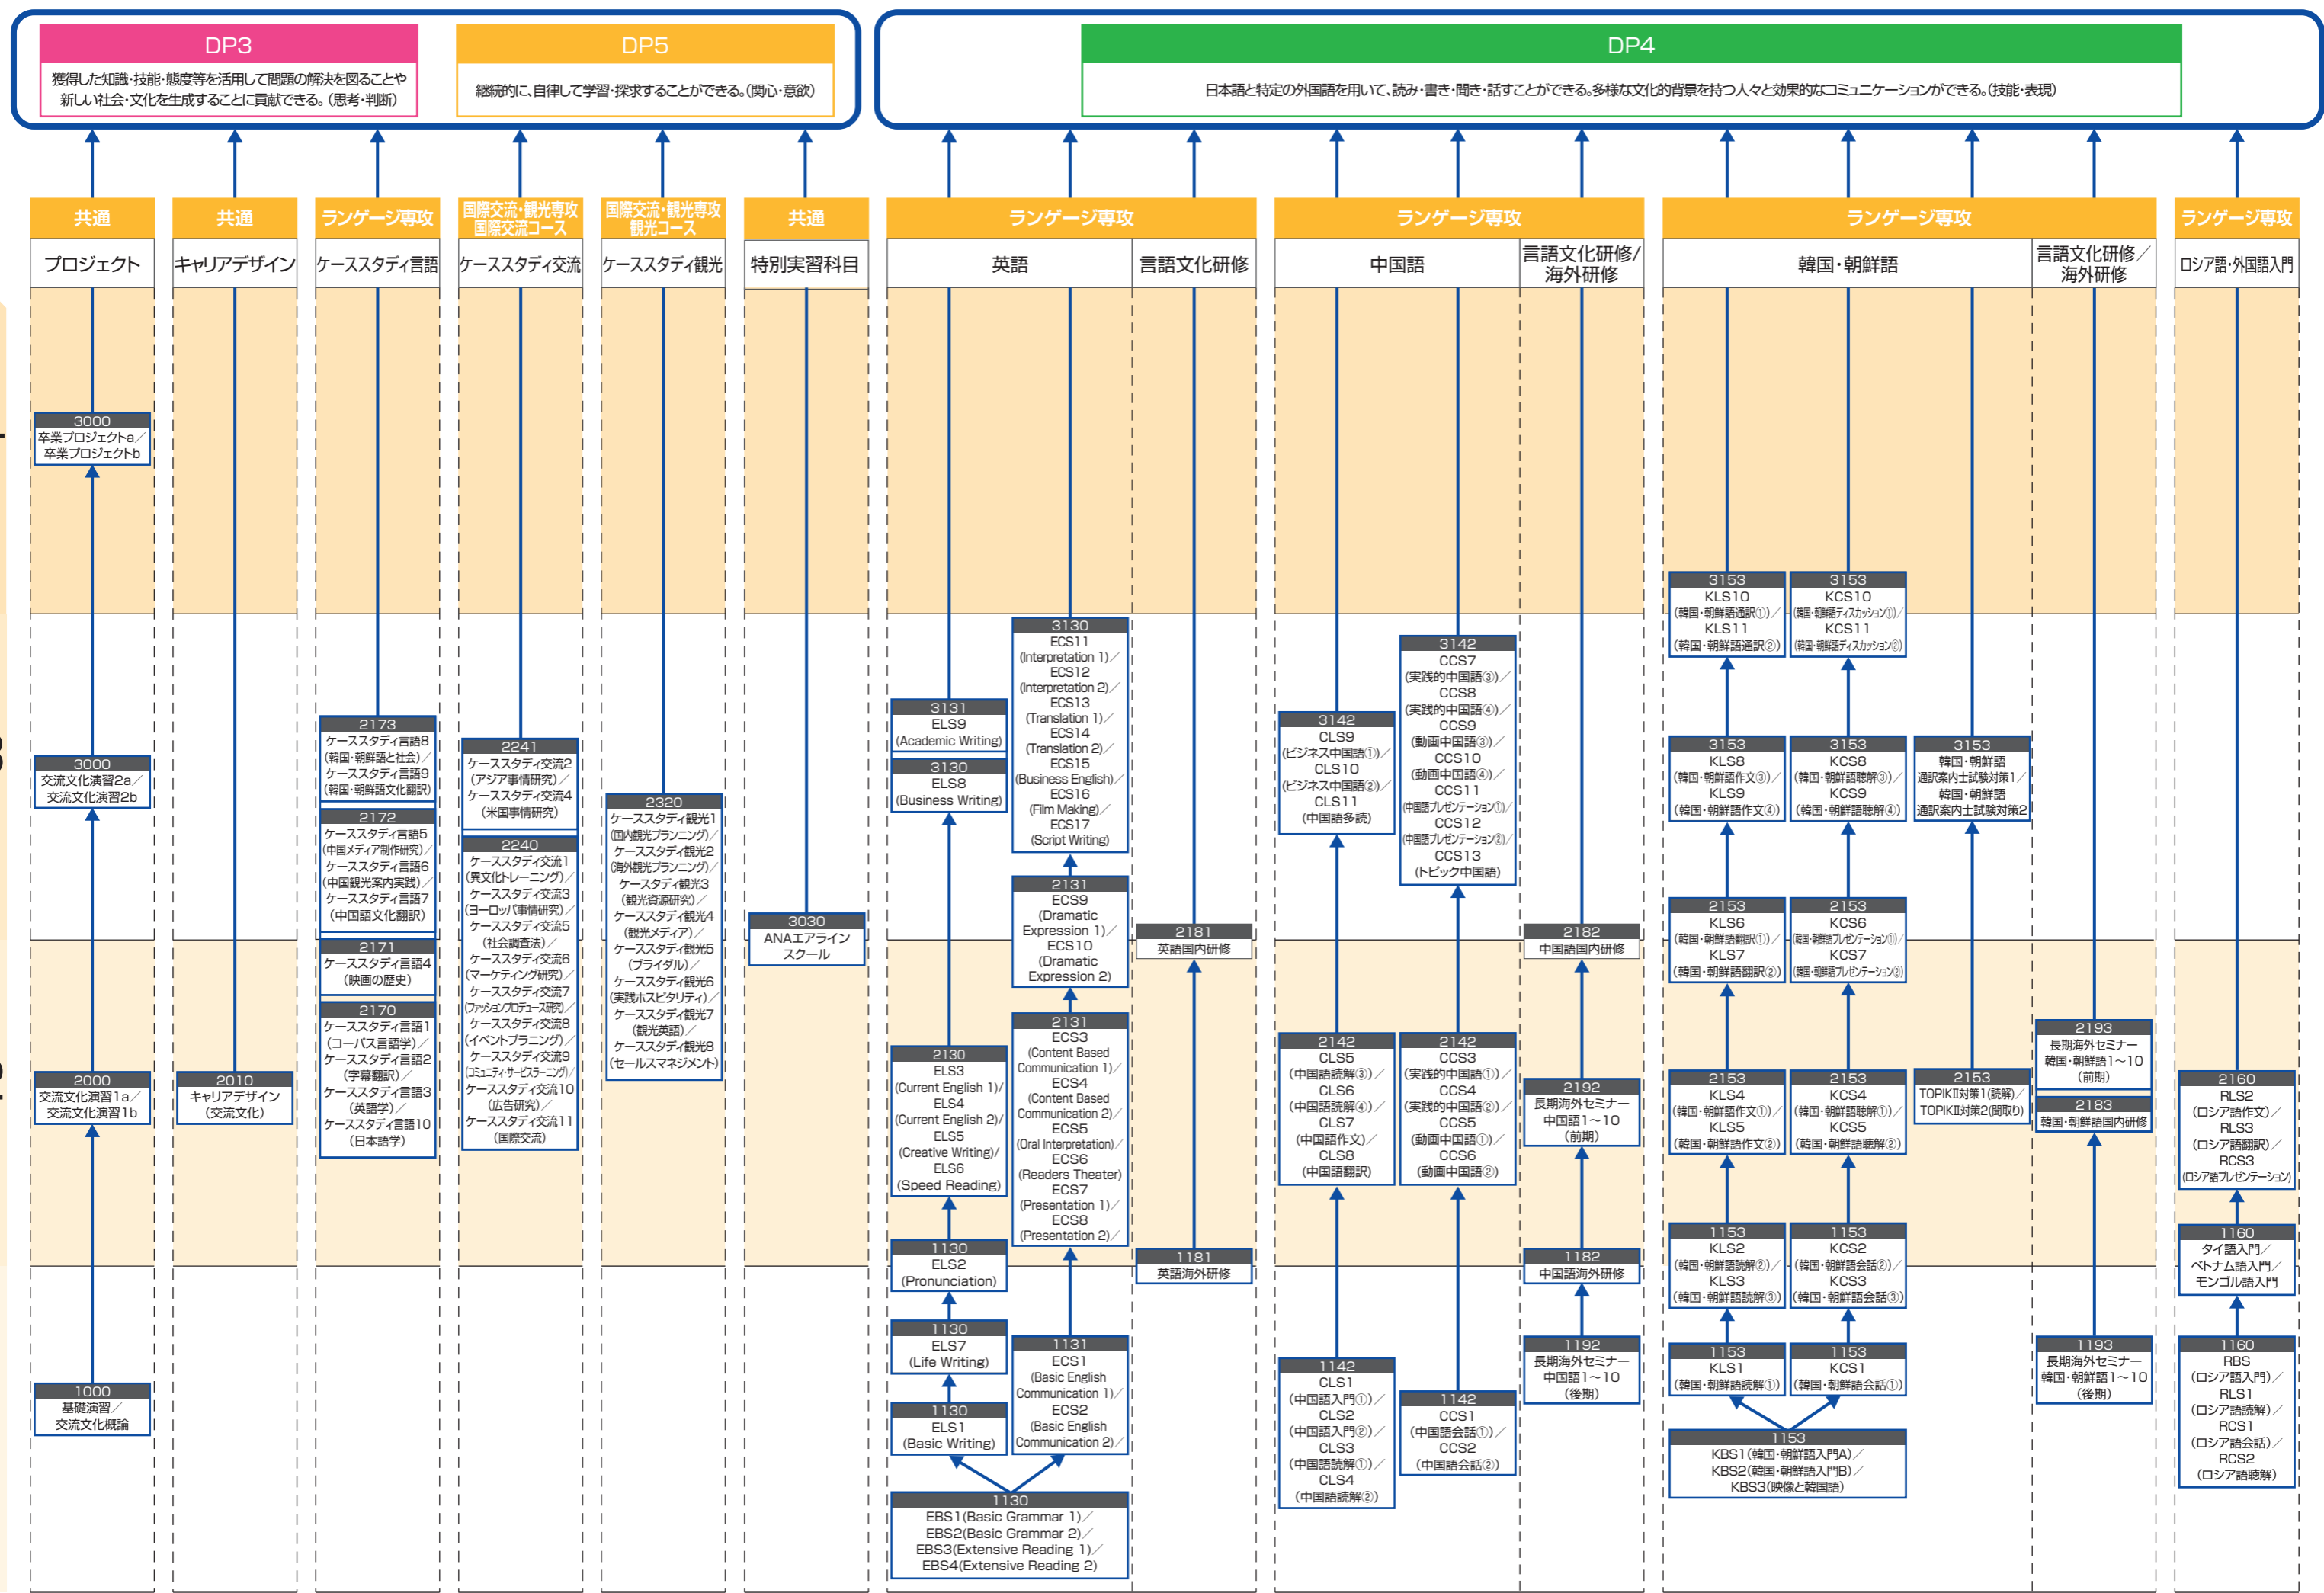 DP3
獲得した知識・技能・態度等を活用して問題の解決を図ることや
新しい社会・文化を生成することに貢献できる。(思考・判断)
DP5
継続的に、自律して学習・探求することができる。(関心・意欲)
DP4
日本語と特定の外国語を用いて、読み・書き・聞き・話すことができる。多様な文化的背景を持つ人々と効果的なコミュニケーションができる。(技能・表現)
共通
プロジェクト
3000
卒業プロジェクトa／
卒業プロジェクトb
3000
交流文化演習2a／
交流文化演習2b
2000
交流文化演習1a／
交流文化演習1b
1000
基礎演習／
交流文化概論
共通
キャリアデザイン
2010
キャリアデザイン
(交流文化)
ランゲージ専攻
ケーススタディ言語
2173
ケーススタディ言語8
(韓国・朝鮮語と社会)／
ケーススタディ言語9
(韓国・朝鮮語文化翻訳)
2172
ケーススタディ言語5
(中国メディア制作研究)／
ケーススタディ言語6
(中国観光案内実践)／
ケーススタディ言語7
(中国語文化翻訳)
2171
ケーススタディ言語4
(映画の歴史)
2170
ケーススタディ言語1
(コーパス言語学)／
ケーススタディ言語2
(字幕翻訳)／
ケーススタディ言語3
(英語学)／
ケーススタディ言語10
(日本語学)
国際交流・観光専攻
国際交流コース
ケーススタディ交流
2241
ケーススタディ交流2
(アジア事情研究)／
ケーススタディ交流4
(米国事情研究)
2240
ケーススタディ交流1
(異文化トレーニング)／
ケーススタディ交流3
(ヨーロッパ事情研究)／
ケーススタディ交流5
(社会調査法)／
ケーススタディ交流6
(マーケティング研究)／
ケーススタディ交流7
(ファッションプロデュース研究)／
ケーススタディ交流8
(イベントプラニング)／
ケーススタディ交流9
(コミュニティ・サービスラーニング)／
ケーススタディ交流10
(広告研究)／
ケーススタディ交流11
(国際交流)
国際交流・観光専攻
観光コース
ケーススタディ観光
2320
ケーススタディ観光1
(国内観光プランニング)／
ケーススタディ観光2
(海外観光プランニング)／
ケースタディ観光3
(観光資源研究)／
ケーススタディ観光4
(観光メディア)／
ケーススタディ観光5
(ブライダル)／
ケーススタディ観光6
(実践ホスピタリティ)／
ケーススタディ観光7
(観光英語)／
ケーススタディ観光8
(セールスマネジメント)
共通
特別実習科目
3030
ANAエアライン
スクール
ランゲージ専攻
英語
3131
ELS9
(Academic Writing)
3130
ELS8
(Business Writing)
2130
ELS3
(Current English 1)/
ELS4
(Current English 2)/
ELS5
(Creative Writing)/
ELS6
(Speed Reading)
1130
ELS2
(Pronunciation)
1130
ELS7
(Life Writing)
1130
ELS1
(Basic Writing)
3130
ECS11
(Interpretation 1)／
ECS12
(Interpretation 2)／
ECS13
(Translation 1)／
ECS14
(Translation 2)／
ECS15
(Business English)／
ECS16
(Film Making)／
ECS17
(Script Writing)
2131
ECS9
(Dramatic
Expression 1)／
ECS10
(Dramatic
Expression 2)
2131
ECS3
(Content Based
Communication 1)／
ECS4
(Content Based
Communication 2)／
ECS5
(Oral Interpretation)／
ECS6
(Readers Theater)
ECS7
(Presentation 1)／
ECS8
(Presentation 2)／
1131
ECS1
(Basic English
Communication 1)／
ECS2
(Basic English
Communication 2)／
1130
EBS1(Basic Grammar 1)／
EBS2(Basic Grammar 2)／
EBS3(Extensive Reading 1)／
EBS4(Extensive Reading 2)
言語文化研修
2181
英語国内研修
1181
英語海外研修
ランゲージ専攻
中国語
3142
CLS9
(ビジネス中国語①)／
CLS10
(ビジネス中国語②)／
CLS11
(中国語多読)
2142
CLS5
(中国語読解③)／
CLS6
(中国語読解④)／
CLS7
(中国語作文)／
CLS8
(中国語翻訳)
1142
CLS1
(中国語入門①)／
CLS2
(中国語入門②)／
CLS3
(中国語読解①)／
CLS4
(中国語読解②)
3142
CCS7
(実践的中国語③)／
CCS8
(実践的中国語④)／
CCS9
(動画中国語③)／
CCS10
(動画中国語④)／
CCS11
(中国語プレゼンテーション①)／
CCS12
(中国語プレゼンテーション②)／
CCS13
(トピック中国語)
2142
CCS3
(実践的中国語①)／
CCS4
(実践的中国語②)／
CCS5
(動画中国語①)／
CCS6
(動画中国語②)
1142
CCS1
(中国語会話①)／
CCS2
(中国語会話②)
言語文化研修/
海外研修
2182
中国語国内研修
2192
長期海外セミナー
中国語1～10
(前期)
1182
中国語海外研修
1192
長期海外セミナー
中国語1～10
(後期)
ランゲージ専攻
韓国・朝鮮語
3153
KLS10
(韓国・朝鮮語通訳①)／
KLS11
(韓国・朝鮮語通訳②)
3153
KLS8
(韓国・朝鮮語作文③)／
KLS9
(韓国・朝鮮語作文④)
2153
KLS6
(韓国・朝鮮語翻訳①)／
KLS7
(韓国・朝鮮語翻訳②)
2153
KLS4
(韓国・朝鮮語作文①)／
KLS5
(韓国・朝鮮語作文②)
1153
KLS2
(韓国・朝鮮語読解②)／
KLS3
(韓国・朝鮮語読解③)
1153
KLS1
(韓国・朝鮮語読解①)
3153
KCS10
(韓国・朝鮮語ディスカッション①)／
KCS11
(韓国・朝鮮語ディスカッション②)
3153
KCS8
(韓国・朝鮮語聴解③)／
KCS9
(韓国・朝鮮語聴解④)
2153
KCS6
(韓国・朝鮮語プレゼンテーション①)／
KCS7
(韓国・朝鮮語プレゼンテーション②)
2153
KCS4
(韓国・朝鮮語聴解①)／
KCS5
(韓国・朝鮮語聴解②)
1153
KCS2
(韓国・朝鮮語会話②)／
KCS3
(韓国・朝鮮語会話③)
1153
KCS1
(韓国・朝鮮語会話①)
1153
KBS1(韓国・朝鮮語入門A)／
KBS2(韓国・朝鮮語入門B)／
KBS3(映像と韓国語)
3153
韓国・朝鮮語
通訳案内士試験対策1／
韓国・朝鮮語
通訳案内士試験対策2
2153
TOPIKⅡ対策1(読解)／
TOPIKⅡ対策2(聞取り)
言語文化研修／
海外研修
2193
長期海外セミナー
韓国・朝鮮語1～10
(前期)
2183
韓国・朝鮮語国内研修
1193
長期海外セミナー
韓国・朝鮮語1～10
(後期)
ランゲージ専攻
ロシア語・外国語入門
2160
RLS2
(ロシア語作文)／
RLS3
(ロシア語翻訳)／
RCS3
(ロシア語プレゼンテーション)
1160
タイ語入門／
ベトナム語入門／
モンゴル語入門
1160
RBS
(ロシア語入門)／
RLS1
(ロシア語読解)／
RCS1
(ロシア語会話)／
RCS2
(ロシア語聴解)